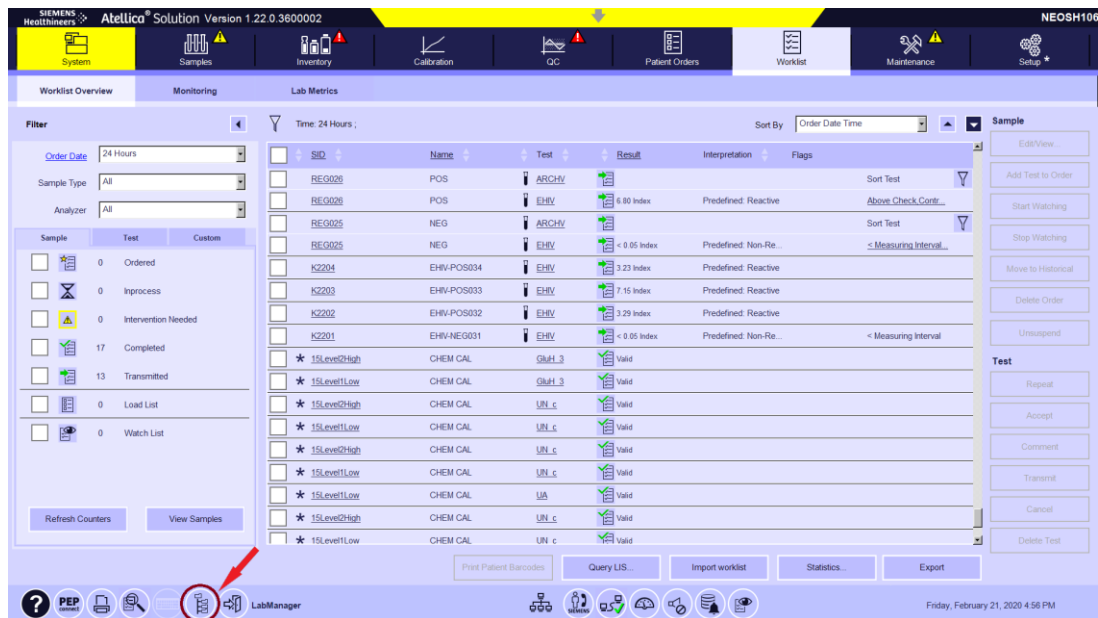 SIEMENS
Healthineers Atellica® Solution Version 1.22.0.3600002 NEOSH106
System Samples Inventory Calibration QC Patient Orders Worklist Maintenance Setup *
Worklist Overview Monitoring Lab Metrics
Filter
Time: 24 Hours ;
Sort By Order Date Time
Order Date 24 Hours
Sample Type All
Analyzer All
Sample Test Custom
0 Ordered
0 Inprocess
0 Intervention Needed
17 Completed
13 Transmitted
0 Load List
0 Watch List
Refresh Counters View Samples
SID Name Test Result Interpretation Flags
REG026 POS ARCHV Sort Test
REG026 POS EHIV 6.80 Index Predefined: Reactive Above Check,Contr...
REG025 NEG ARCHV Sort Test
REG025 NEG EHIV < 0.05 Index Predefined: Non-Re... < Measuring Interval...
K2204 EHIV-POS034 EHIV 3.23 Index Predefined: Reactive
K2203 EHIV-POS033 EHIV 7.15 Index Predefined: Reactive
K2202 EHIV-POS032 EHIV 3.29 Index Predefined: Reactive
K2201 EHIV-NEG031 EHIV < 0.05 Index Predefined: Non-Re... < Measuring Interval
* 15Level2High CHEM CAL GluH_3 Valid
* 15Level1Low CHEM CAL GluH_3 Valid
* 15Level2High CHEM CAL UN_c Valid
* 15Level1Low CHEM CAL UN_c Valid
* 15Level2High CHEM CAL UN_c Valid
* 15Level1Low CHEM CAL UN_c Valid
* 15Level1Low CHEM CAL UA Valid
* 15Level2High CHEM CAL UN_c Valid
* 15Level1Low CHEM CAL UN_c Valid
Sample
Edit/View...
Add Test to Order
Start Watching
Stop Watching
Move to Historical
Delete Order
Unsuspend
Test
Repeat
Accept
Comment
Transmit
Cancel
Delete Test
Print Patient Barcodes Query LIS... Import worklist Statistics... Export
? PEP connect LabManager SIEMENS Friday, February 21, 2020 4:56 PM